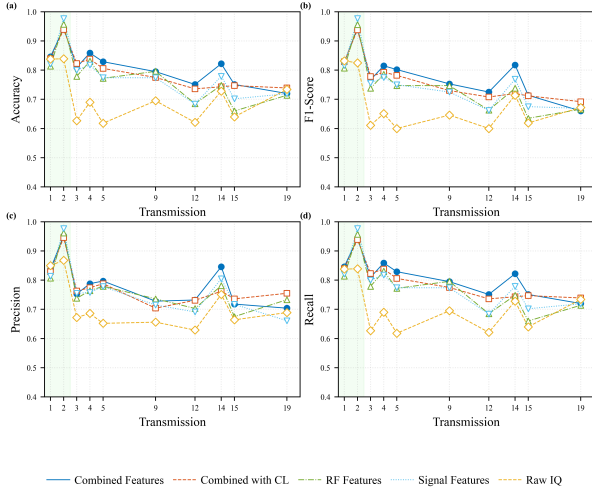 (a)
1.0
0.9
0.8
0.7
0.6
0.5
0.4
Accuracy
1 2 3 4 5 9 12 14 15 19
Transmission
(b)
1.0
0.9
0.8
0.7
0.6
0.5
0.4
F1-Score
1 2 3 4 5 9 12 14 15 19
Transmission
(c)
1.0
0.9
0.8
0.7
0.6
0.5
0.4
Precision
1 2 3 4 5 9 12 14 15 19
Transmission
(d)
1.0
0.9
0.8
0.7
0.6
0.5
0.4
Recall
1 2 3 4 5 9 12 14 15 19
Transmission
Combined Features Combined with CL RF Features Signal Features Raw IQ